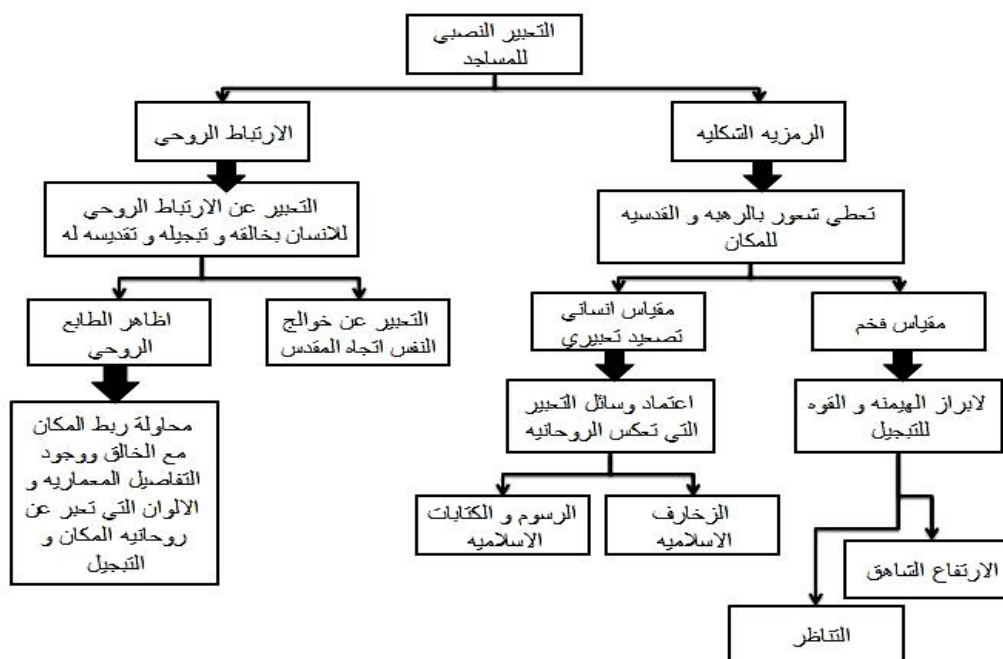 التعبير النصبي
للمساجد
الرمزيه الشكليه
الارتباط الروحي
تعطي شعور بالرهبه و القدسيه
للمكان
التعبير عن الارتباط الروحي
للانسان بخالقه و تبجيله و تقديسه له
مقياس فخم
مقياس انساني
تصعيد تعبيري
التعبير عن خوالج
النفس اتجاه المقدس
اظاهر الطابع
الروحي
لابراز الهيمنه و القوه
للتبجيل
اعتماد وسائل التعبير
التي تعكس الروحانيه
محاولة ربط المكان
مع الخالق ووجود
التفاصيل المعماريه و
الالوان التي تعبر عن
روحانيه المكان و
التبجيل
الزخارف
الاسلاميه
الرسوم و الكتابات
الاسلاميه
الارتفاع الشاهق
التناظر